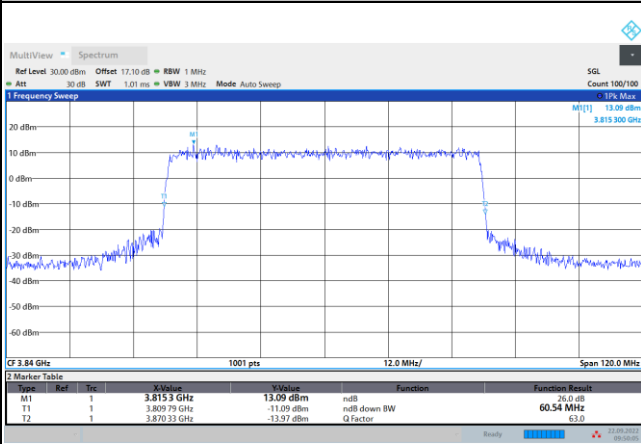 MultiView Spectrum
Ref Level 30.00 dBm Offset 17.10 dB RBW 1 MHz SGL
Att 30 dB SWT 1.01 ms VBW 3 MHz Mode Auto Sweep Count 100/100
1 Frequency Sweep 1Pk Max
M1[1] 13.09 dBm
3.815 300 GHz
20 dBm
M1
10 dBm
0 dBm
T1
-10 dBm
T2
-20 dBm
-30 dBm
-40 dBm
-50 dBm
-60 dBm
CF 3.84 GHz 1001 pts 12.0 MHz/ Span 120.0 MHz
2 Marker Table
Type Ref Trc X-Value Y-Value Function Function Result
M1 1 3.8153 GHz 13.09 dBm ndB 26.0 dB
T1 1 3.80979 GHz -11.09 dBm ndB down BW 60.54 MHz
T2 1 3.87033 GHz -13.97 dBm Q Factor 63.0
Ready 22.09.2022
09:50:05